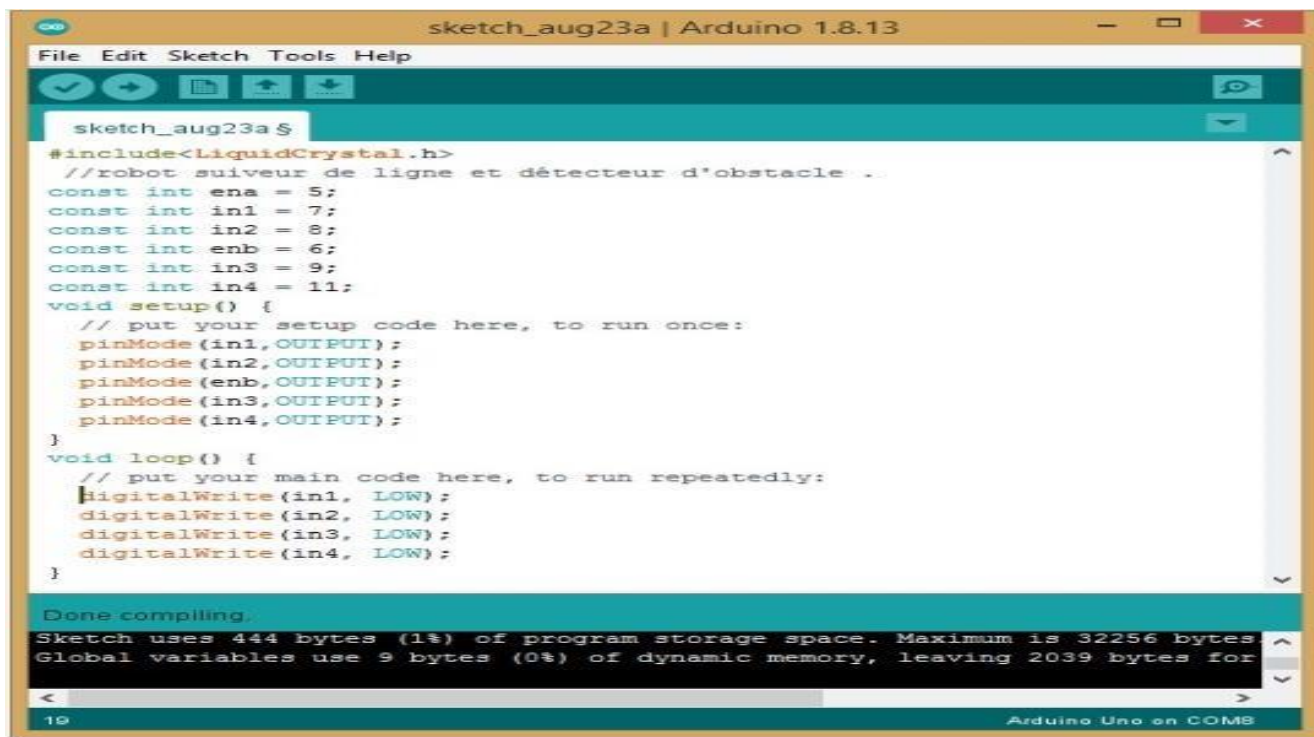 sketch_aug23a | Arduino 1.8.13
File Edit Sketch Tools Help
sketch_aug23a §
#include<LiquidCrystal.h>
//robot suiveur de ligne et détecteur d'obstacle .
const int ena = 5;
const int in1 = 7;
const int in2 = 8;
const int enb = 6;
const int in3 = 9;
const int in4 = 11;
void setup() {
// put your setup code here, to run once:
pinMode(in1,OUTPUT);
pinMode(in2,OUTPUT);
pinMode(enb,OUTPUT);
pinMode(in3,OUTPUT);
pinMode(in4,OUTPUT);
}
void loop() {
// put your main code here, to run repeatedly:
digitalWrite(in1, LOW);
digitalWrite(in2, LOW);
digitalWrite(in3, LOW);
digitalWrite(in4, LOW);
}
Done compiling.
Sketch uses 444 bytes (1%) of program storage space. Maximum is 32256 bytes.
Global variables use 9 bytes (0%) of dynamic memory, leaving 2039 bytes for
19 Arduino Uno on COM8